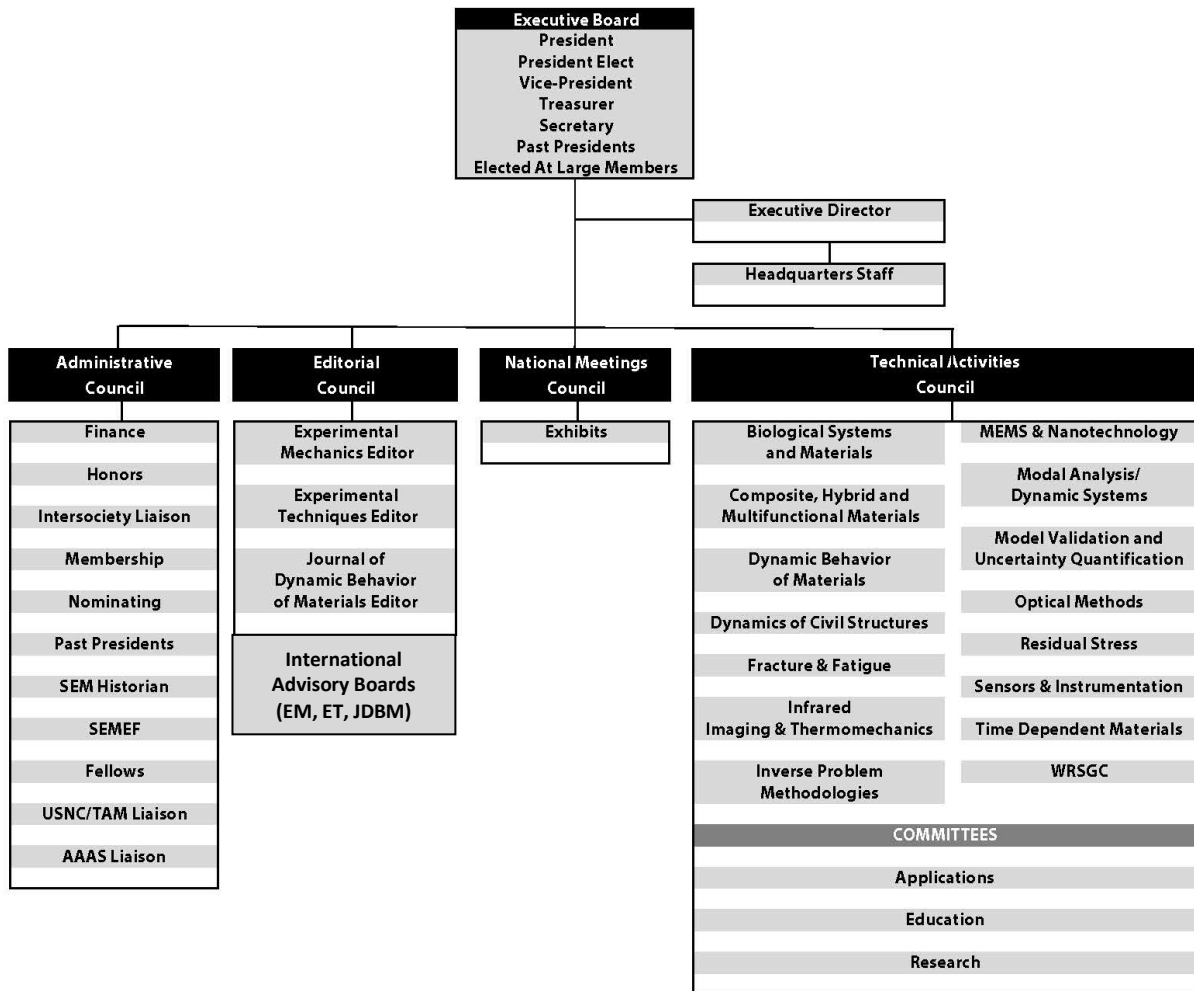 Executive Board
President
President Elect
Vice-President
Treasurer
Secretary
Past Presidents
Elected At Large Members
Executive Director
Headquarters Staff
Administrative
Council
Finance
Honors
Intersociety Liaison
Membership
Nominating
Past Presidents
SEM Historian
SEMEF
Fellows
USNC/TAM Liaison
AAAS Liaison
Editorial
Council
Experimental
Mechanics Editor
Experimental
Techniques Editor
Journal of
Dynamic Behavior
of Materials Editor
International
Advisory Boards
(EM, ET, JDBM)
National Meetings
Council
Exhibits
Technical Activities
Council
Biological Systems
and Materials
Composite, Hybrid and
Multifunctional Materials
Dynamic Behavior
of Materials
Dynamics of Civil Structures
Fracture & Fatigue
Infrared
Imaging & Thermomechanics
Inverse Problem
Methodologies
MEMS & Nanotechnology
Modal Analysis/
Dynamic Systems
Model Validation and
Uncertainty Quantification
Optical Methods
Residual Stress
Sensors & Instrumentation
Time Dependent Materials
WRSGC
COMMITTEES
Applications
Education
Research